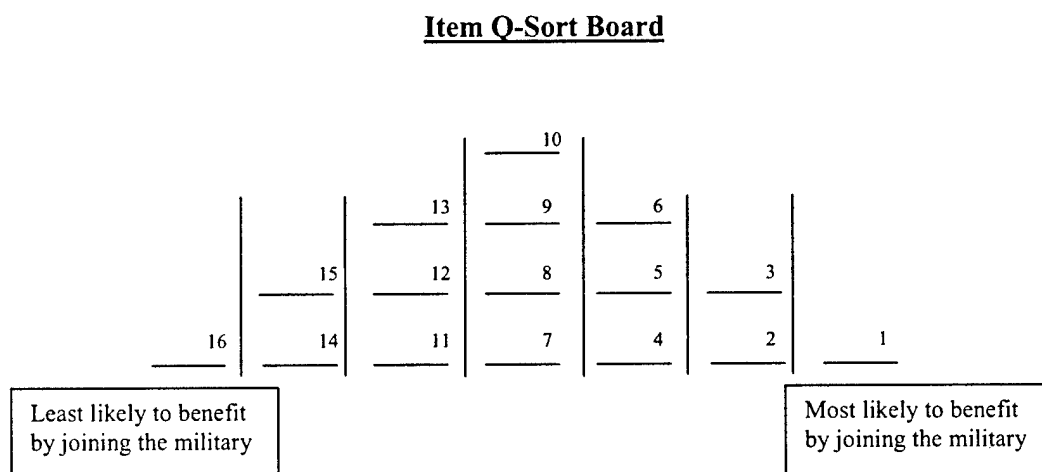 Item Q-Sort Board
10
13 9 6
15 12 8 5 3
16 14 11 7 4 2 1
Least likely to benefit
by joining the military
Most likely to benefit
by joining the military